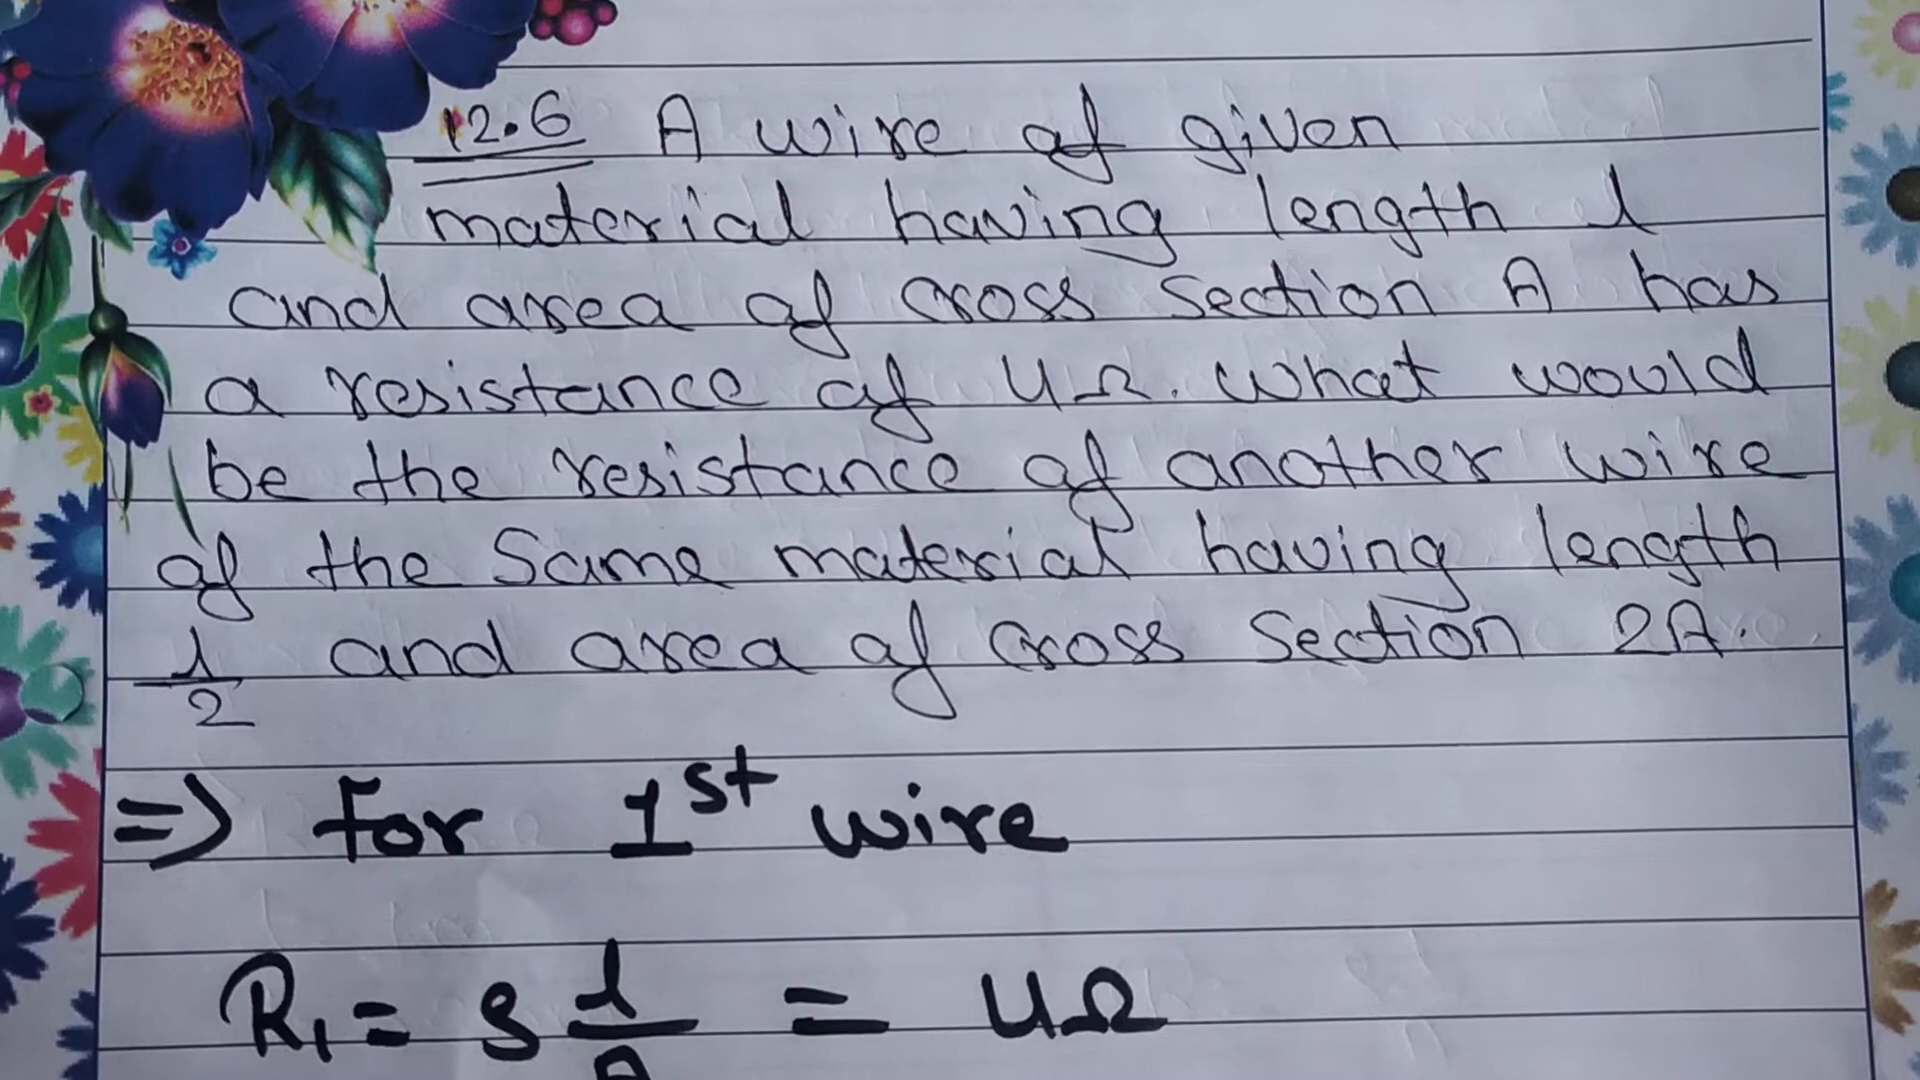 12.6 A wire of given
material having length l
and area of cross section A has
a resistance of 4Ω. What would
be the resistance of another wire
of the same material having length
l/2 and area of cross section 2A.
=> For 1st wire
R₁ = ρ l/A = 4Ω